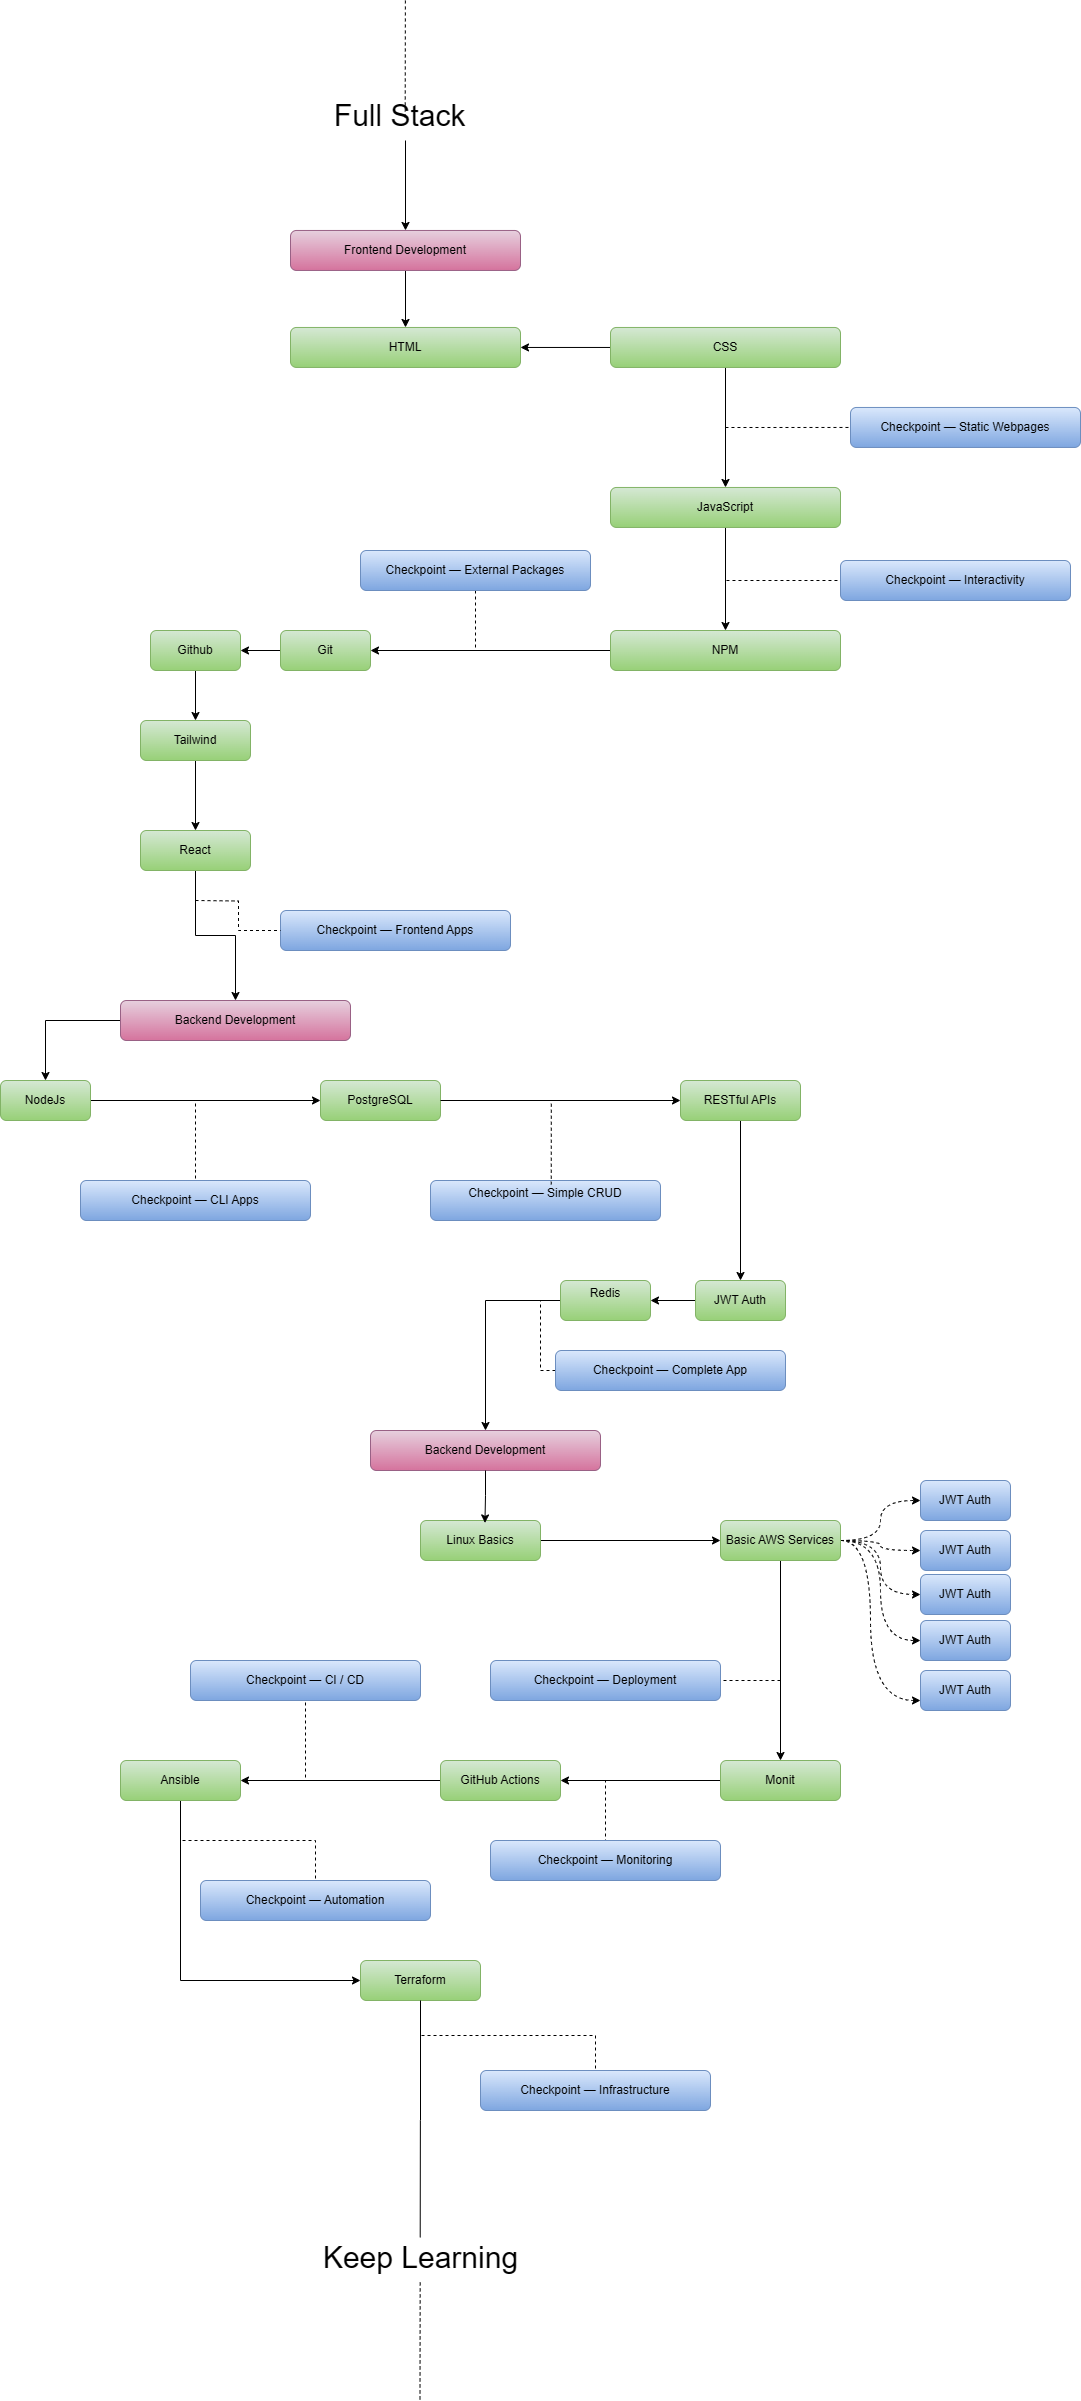 Full Stack
Frontend Development
HTML
CSS
Checkpoint — Static Webpages
JavaScript
Checkpoint — External Packages
Checkpoint — Interactivity
Github
Git
NPM
Tailwind
React
Checkpoint — Frontend Apps
Backend Development
NodeJs
PostgreSQL
RESTful APIs
Checkpoint — CLI Apps
Checkpoint — Simple CRUD
Redis
JWT Auth
Checkpoint — Complete App
Backend Development
JWT Auth
Linux Basics
Basic AWS Services
JWT Auth
JWT Auth
JWT Auth
JWT Auth
Checkpoint — CI / CD
Checkpoint — Deployment
Ansible
GitHub Actions
Monit
Checkpoint — Monitoring
Checkpoint — Automation
Terraform
Checkpoint — Infrastructure
Keep Learning